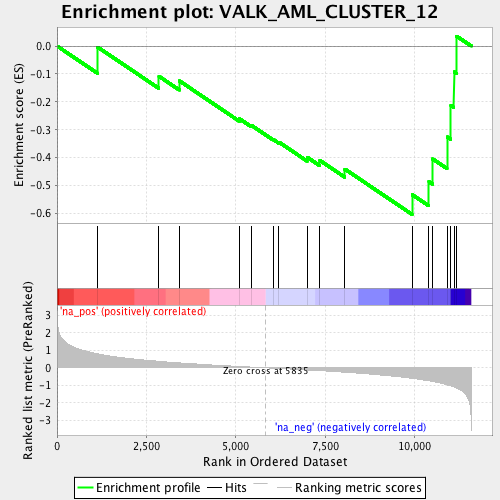 Enrichment plot: VALK_AML_CLUSTER_12
Enrichment score (ES)
0.0
-0.1
-0.2
-0.3
-0.4
-0.5
-0.6
'na_pos' (positively correlated)
Ranked list metric (PreRanked)
3
2
1
0
-1
-2
-3
Zero cross at 5835
'na_neg' (negatively correlated)
0
2,500
5,000
7,500
10,000
Rank in Ordered Dataset
Enrichment profile
Hits
Ranking metric scores